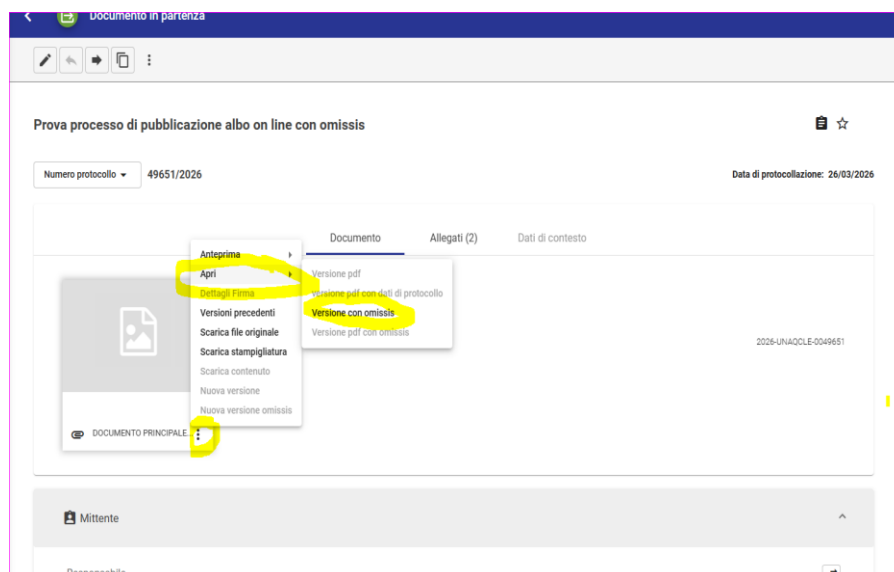 Documento in partenza
Prova processo di pubblicazione albo on line con omissis
Numero protocollo
49651/2026
Data di protocollazione: 26/03/2026
Documento
Allegati (2)
Dati di contesto
Anteprima
Apri
Dettagli Firma
Versioni precedenti
Scarica file originale
Scarica stampigliatura
Scarica contenuto
Nuova versione
Nuova versione omissis
Versione pdf
Versione pdf con dati di protocollo
Versione con omissis
Versione pdf con omissis
2026-UNAQCLE-0049651
DOCUMENTO PRINCIPALE...
Mittente
Responsabile